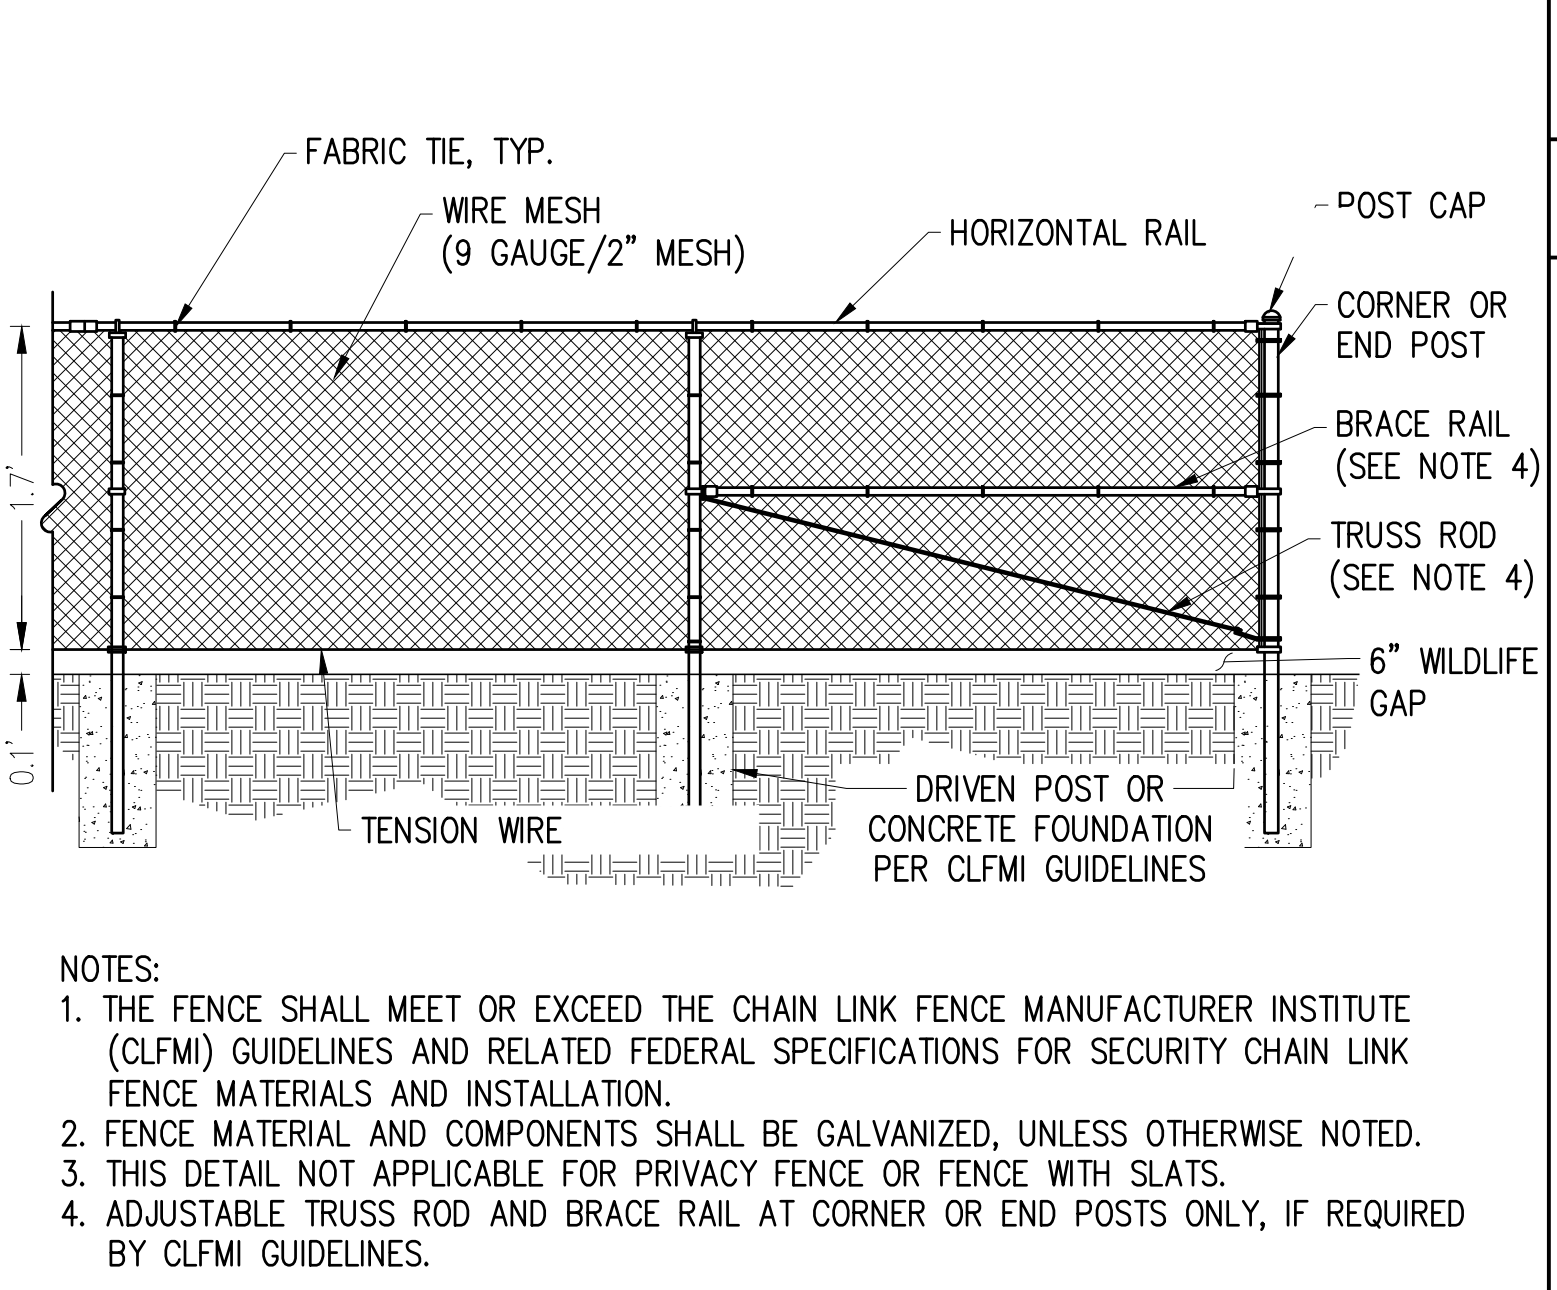 FABRIC TIE, TYP.
WIRE MESH
(9 GAUGE/2" MESH)
HORIZONTAL RAIL
POST CAP
CORNER OR
END POST
BRACE RAIL
(SEE NOTE 4)
TRUSS ROD
(SEE NOTE 4)
6" WILDLIFE
GAP
1.7'
0.1'
TENSION WIRE
DRIVEN POST OR
CONCRETE FOUNDATION
PER CLFMI GUIDELINES
NOTES:
1. THE FENCE SHALL MEET OR EXCEED THE CHAIN LINK FENCE MANUFACTURER INSTITUTE
(CLFMI) GUIDELINES AND RELATED FEDERAL SPECIFICATIONS FOR SECURITY CHAIN LINK
FENCE MATERIALS AND INSTALLATION.
2. FENCE MATERIAL AND COMPONENTS SHALL BE GALVANIZED, UNLESS OTHERWISE NOTED.
3. THIS DETAIL NOT APPLICABLE FOR PRIVACY FENCE OR FENCE WITH SLATS.
4. ADJUSTABLE TRUSS ROD AND BRACE RAIL AT CORNER OR END POSTS ONLY, IF REQUIRED
BY CLFMI GUIDELINES.